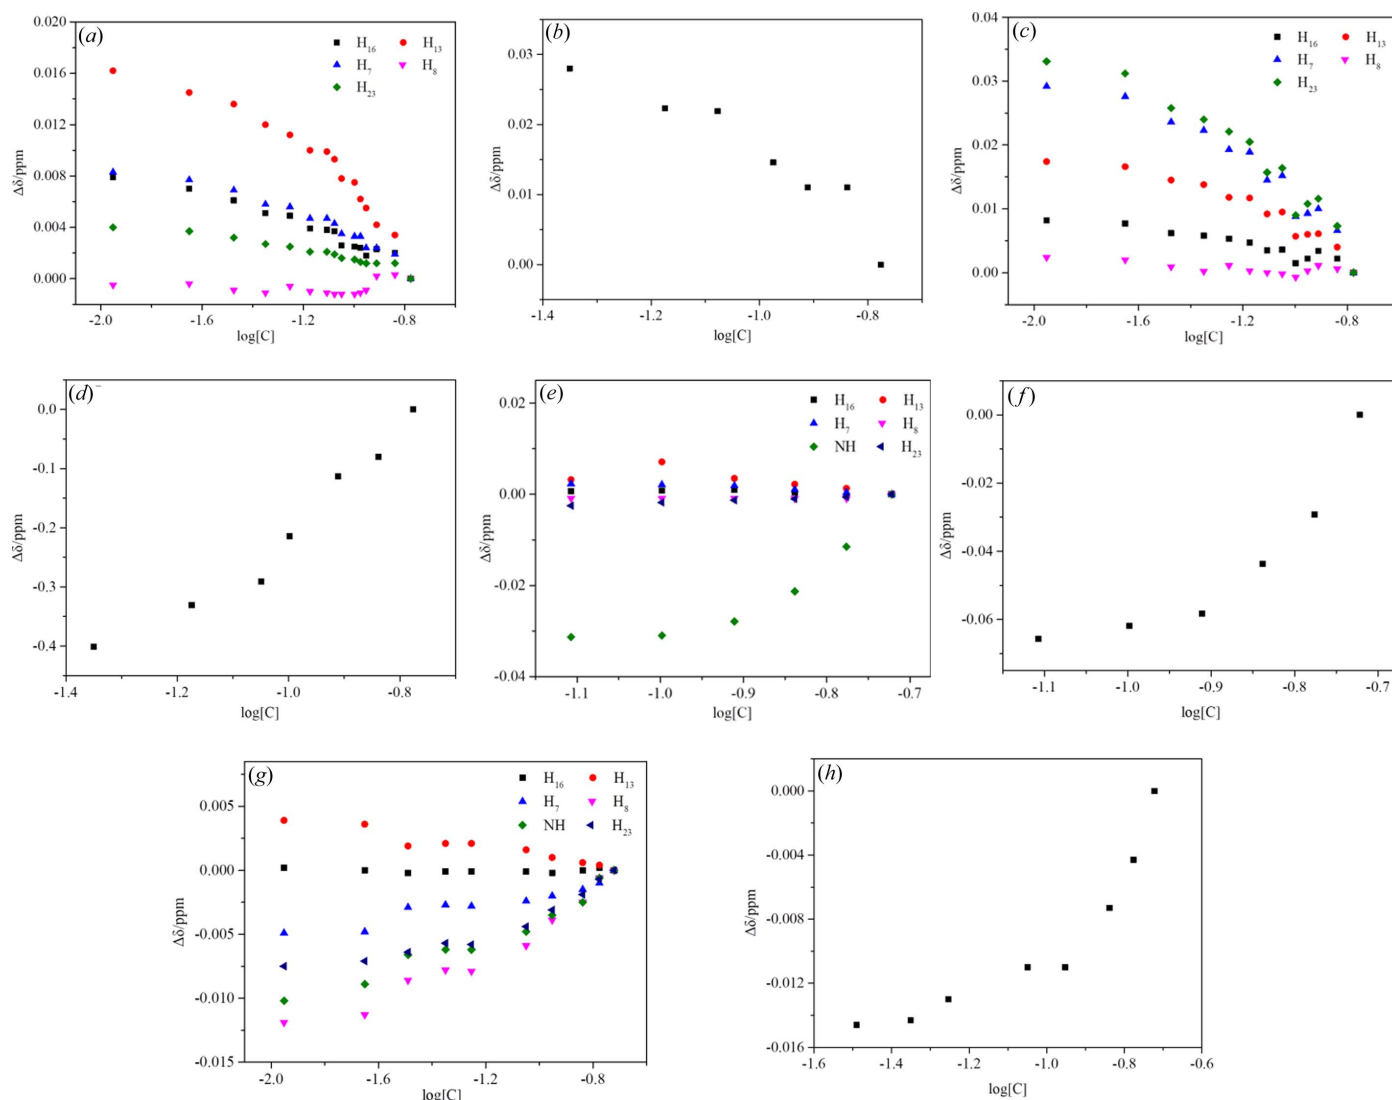 (a)
0.020
0.016
0.012
0.008
0.004
0.000
Δδ/ppm
H16 H13
H7 H8
H23
-2.0 -1.6 -1.2 -0.8
log[C]
(b)
0.03
0.02
0.01
0.00
Δδ/ppm
-1.4 -1.2 -1.0 -0.8
log[C]
(c)
0.04
0.03
0.02
0.01
0.00
Δδ/ppm
H16 H13
H7 H8
H23
-2.0 -1.6 -1.2 -0.8
log[C]
(d)
0.0
-0.1
-0.2
-0.3
-0.4
Δδ/ppm
-1.4 -1.2 -1.0 -0.8
log[C]
(e)
0.02
0.00
-0.02
-0.04
Δδ/ppm
H16 H13
H7 H8
NH H23
-1.1 -1.0 -0.9 -0.8 -0.7
log[C]
(f)
0.00
-0.02
-0.04
-0.06
Δδ/ppm
-1.1 -1.0 -0.9 -0.8 -0.7
log[C]
(g)
0.005
0.000
-0.005
-0.010
-0.015
Δδ/ppm
H16 H13
H7 H8
NH H23
-2.0 -1.6 -1.2 -0.8
log[C]
(h)
0.000
-0.004
-0.008
-0.012
-0.016
Δδ/ppm
-1.6 -1.4 -1.2 -1.0 -0.8 -0.6
log[C]